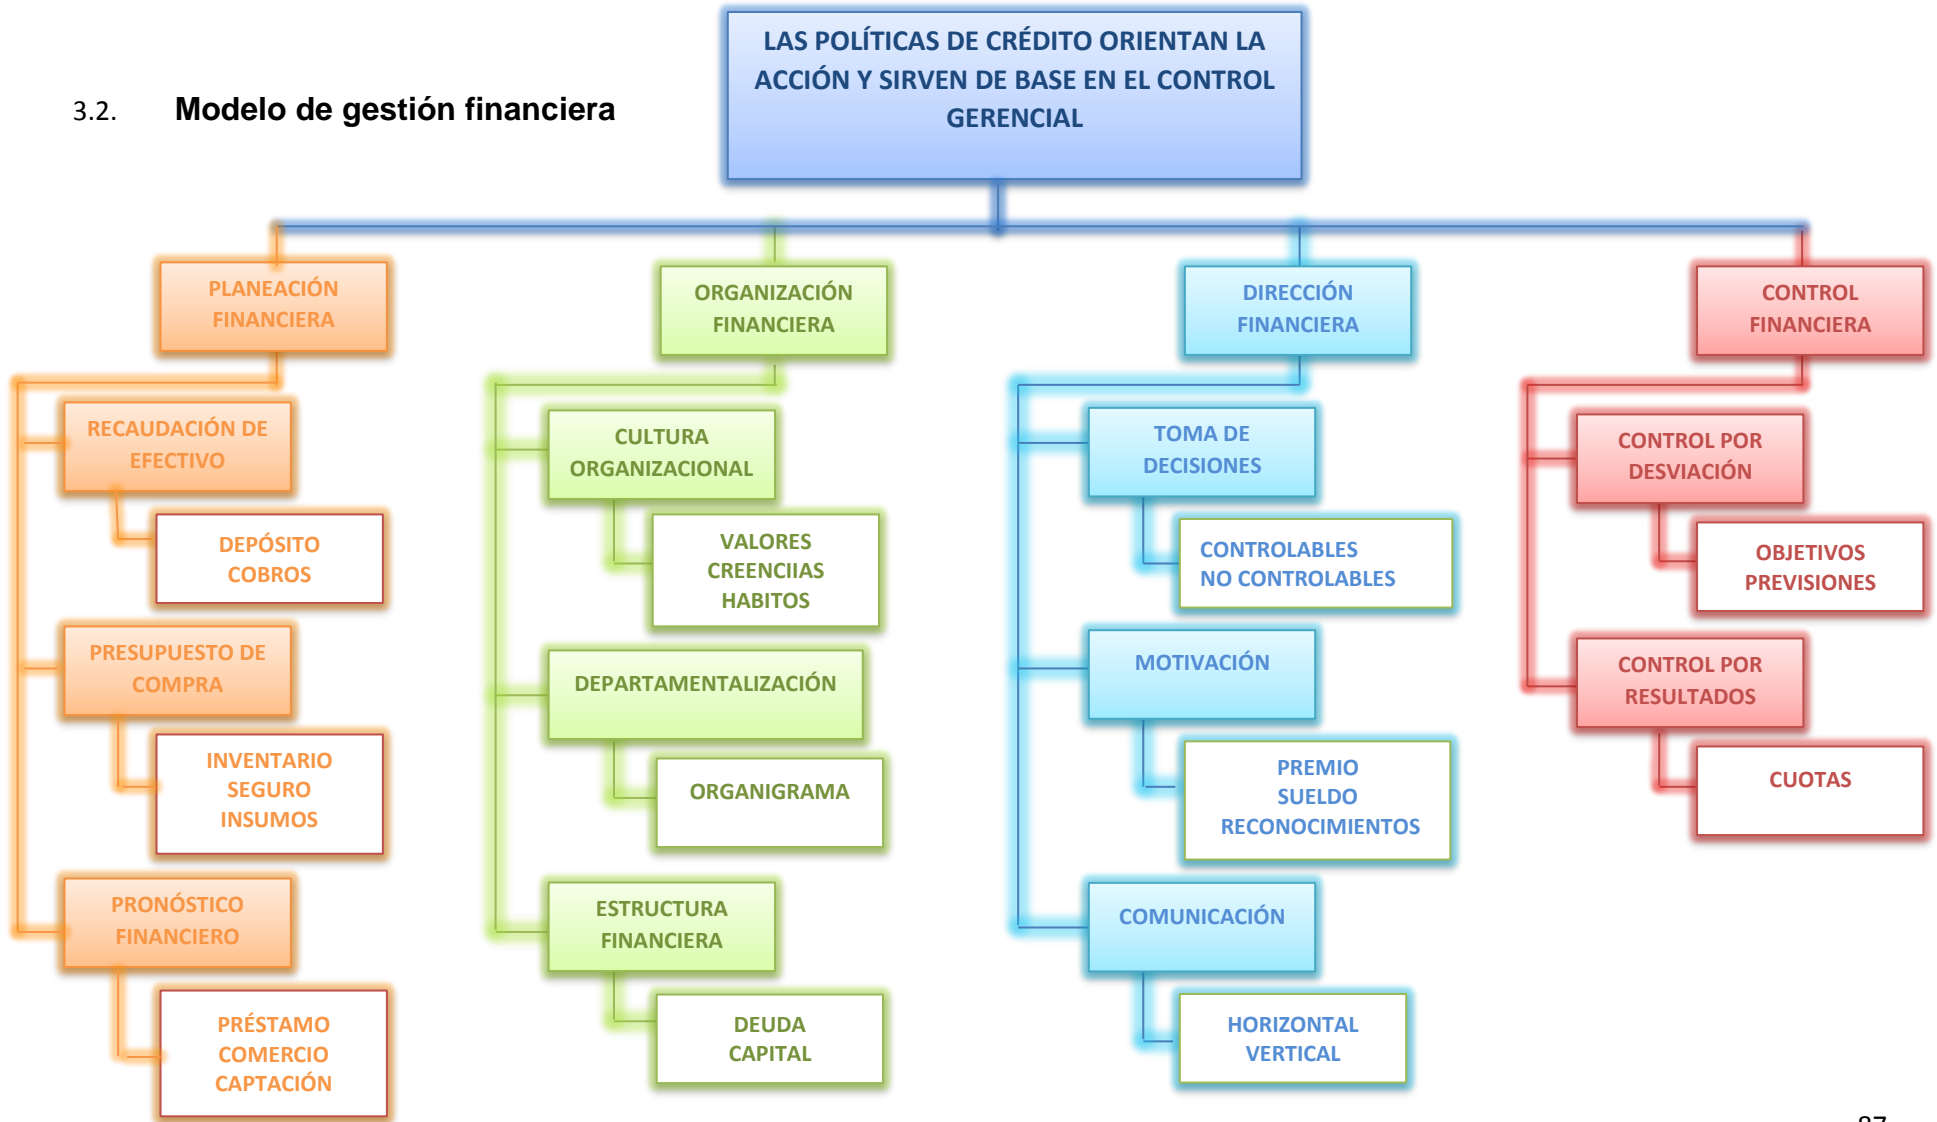 LAS POLÍTICAS DE CRÉDITO ORIENTAN LA
ACCIÓN Y SIRVEN DE BASE EN EL CONTROL
GERENCIAL
3.2. Modelo de gestión financiera
PLANEACIÓN
FINANCIERA
RECAUDACIÓN DE
EFECTIVO
DEPÓSITO
COBROS
PRESUPUESTO DE
COMPRA
INVENTARIO
SEGURO
INSUMOS
PRONÓSTICO
FINANCIERO
PRÉSTAMO
COMERCIO
CAPTACIÓN
ORGANIZACIÓN
FINANCIERA
CULTURA
ORGANIZACIONAL
VALORES
CREENCIIAS
HABITOS
DEPARTAMENTALIZACIÓN
ORGANIGRAMA
ESTRUCTURA
FINANCIERA
DEUDA
CAPITAL
DIRECCIÓN
FINANCIERA
TOMA DE
DECISIONES
CONTROLABLES
NO CONTROLABLES
MOTIVACIÓN
PREMIO
SUELDO
RECONOCIMIENTOS
COMUNICACIÓN
HORIZONTAL
VERTICAL
CONTROL
FINANCIERA
CONTROL POR
DESVIACIÓN
OBJETIVOS
PREVISIONES
CONTROL POR
RESULTADOS
CUOTAS
87